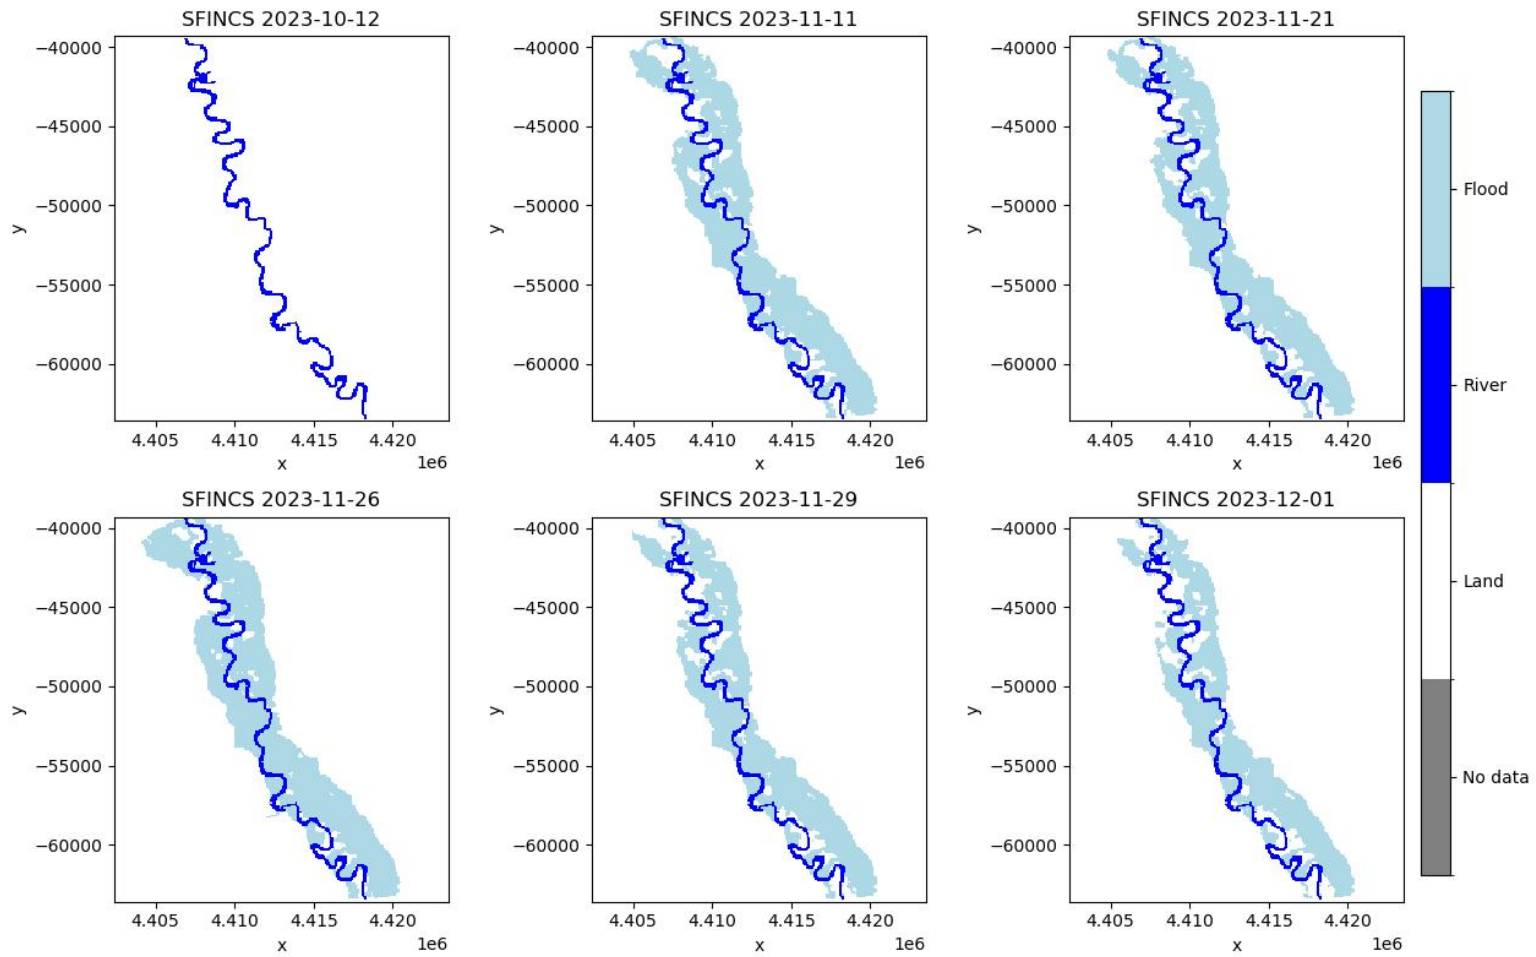 SFINCS 2023-10-12
SFINCS 2023-11-11
SFINCS 2023-11-21
−40000
−45000
−50000
−55000
−60000
y
4.405 4.410 4.415 4.420
x
1e6
−40000
−45000
−50000
−55000
−60000
y
4.405 4.410 4.415 4.420
x
1e6
−40000
−45000
−50000
−55000
−60000
y
4.405 4.410 4.415 4.420
x
1e6
SFINCS 2023-11-26
SFINCS 2023-11-29
SFINCS 2023-12-01
−40000
−45000
−50000
−55000
−60000
y
4.405 4.410 4.415 4.420
x
1e6
−40000
−45000
−50000
−55000
−60000
y
4.405 4.410 4.415 4.420
x
1e6
−40000
−45000
−50000
−55000
−60000
y
4.405 4.410 4.415 4.420
x
1e6
Flood
River
Land
No data